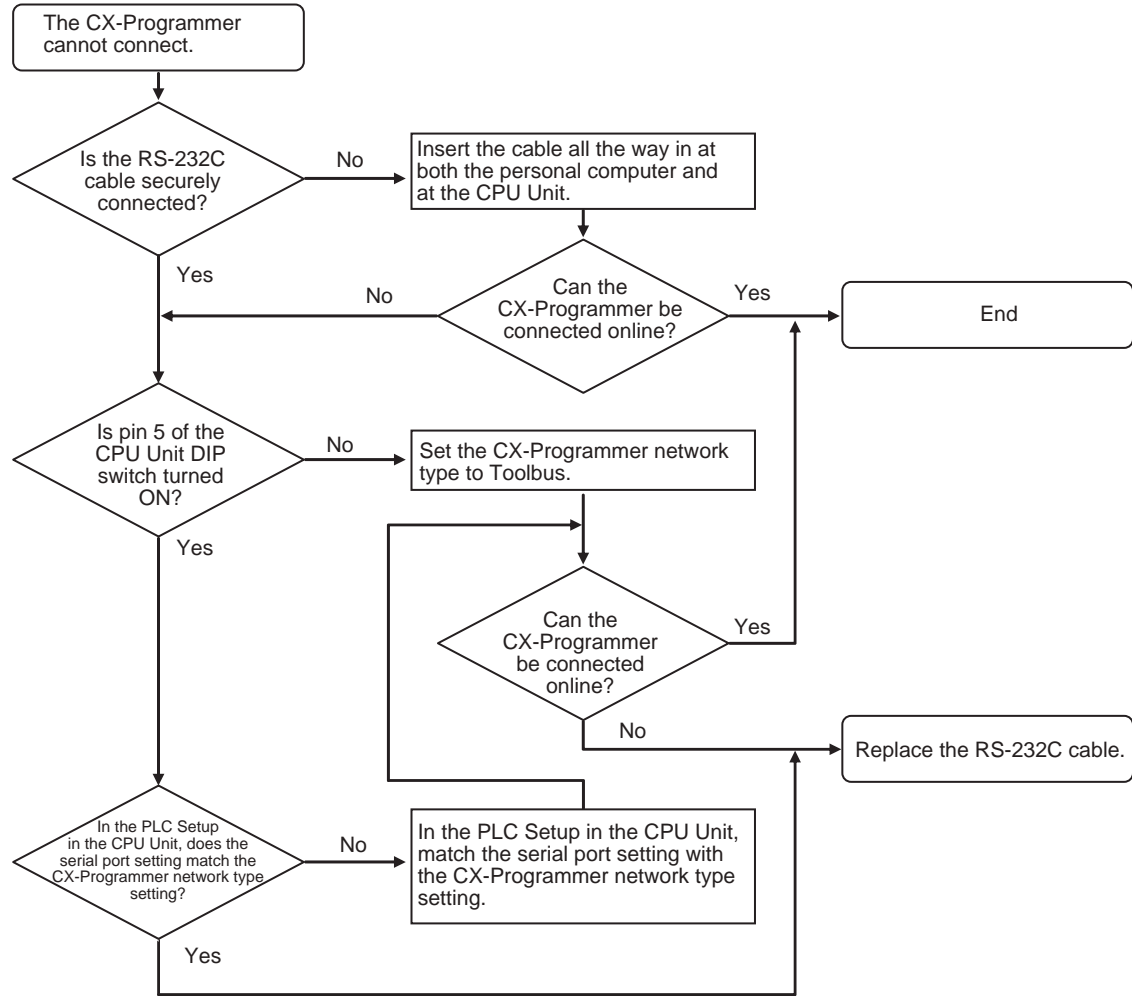 The CX-Programmer
cannot connect.
Is the RS-232C
cable securely
connected?
No
Insert the cable all the way in at
both the personal computer and
at the CPU Unit.
Yes
No
Can the
CX-Programmer be
connected online?
Yes
End
Is pin 5 of the
CPU Unit DIP
switch turned
ON?
No
Set the CX-Programmer network
type to Toolbus.
Yes
Can the
CX-Programmer
be connected
online?
Yes
No
Replace the RS-232C cable.
In the PLC Setup
in the CPU Unit, does the
serial port setting match the
CX-Programmer network type
setting?
No
In the PLC Setup in the CPU Unit,
match the serial port setting with
the CX-Programmer network type
setting.
Yes